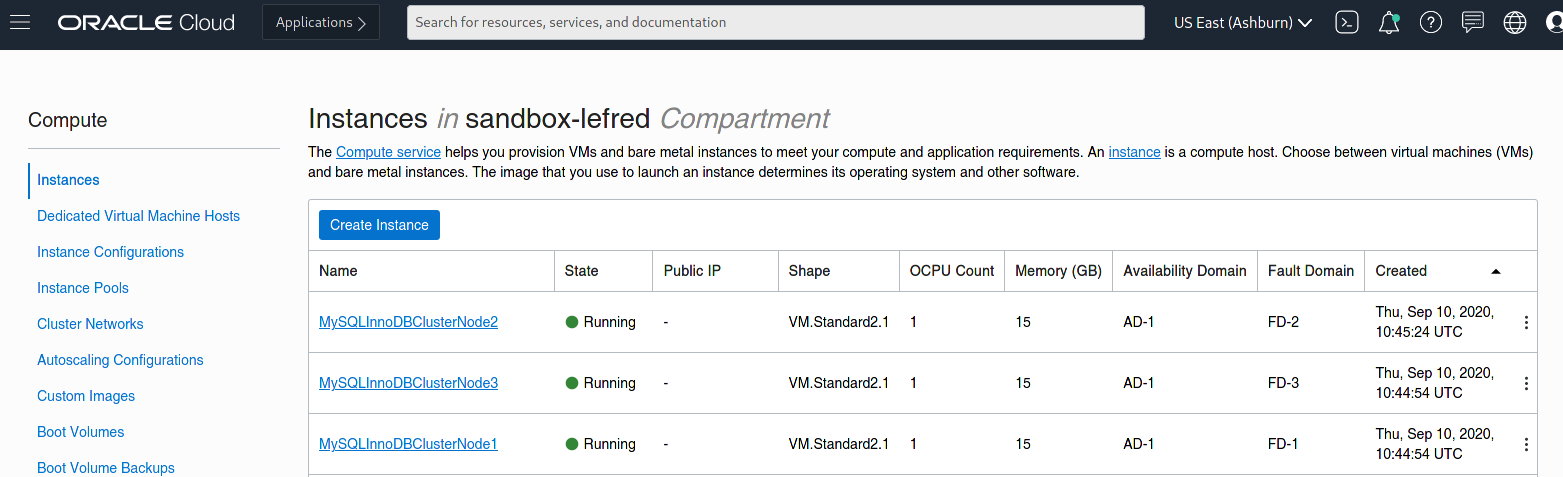 ORACLE Cloud
Applications
Search for resources, services, and documentation
US East (Ashburn)
Compute
Instances
Dedicated Virtual Machine Hosts
Instance Configurations
Instance Pools
Cluster Networks
Autoscaling Configurations
Custom Images
Boot Volumes
Boot Volume Backups
Instances in sandbox-lefred Compartment
The Compute service helps you provision VMs and bare metal instances to meet your compute and application requirements. An instance is a compute host. Choose between virtual machines (VMs)
and bare metal instances. The image that you use to launch an instance determines its operating system and other software.
Create Instance
Name State Public IP Shape OCPU Count Memory (GB) Availability Domain Fault Domain Created
MySQLInnoDBClusterNode2 Running - VM.Standard2.1 1 15 AD-1 FD-2 Thu, Sep 10, 2020,
10:45:24 UTC
MySQLInnoDBClusterNode3 Running - VM.Standard2.1 1 15 AD-1 FD-3 Thu, Sep 10, 2020,
10:44:54 UTC
MySQLInnoDBClusterNode1 Running - VM.Standard2.1 1 15 AD-1 FD-1 Thu, Sep 10, 2020,
10:44:54 UTC